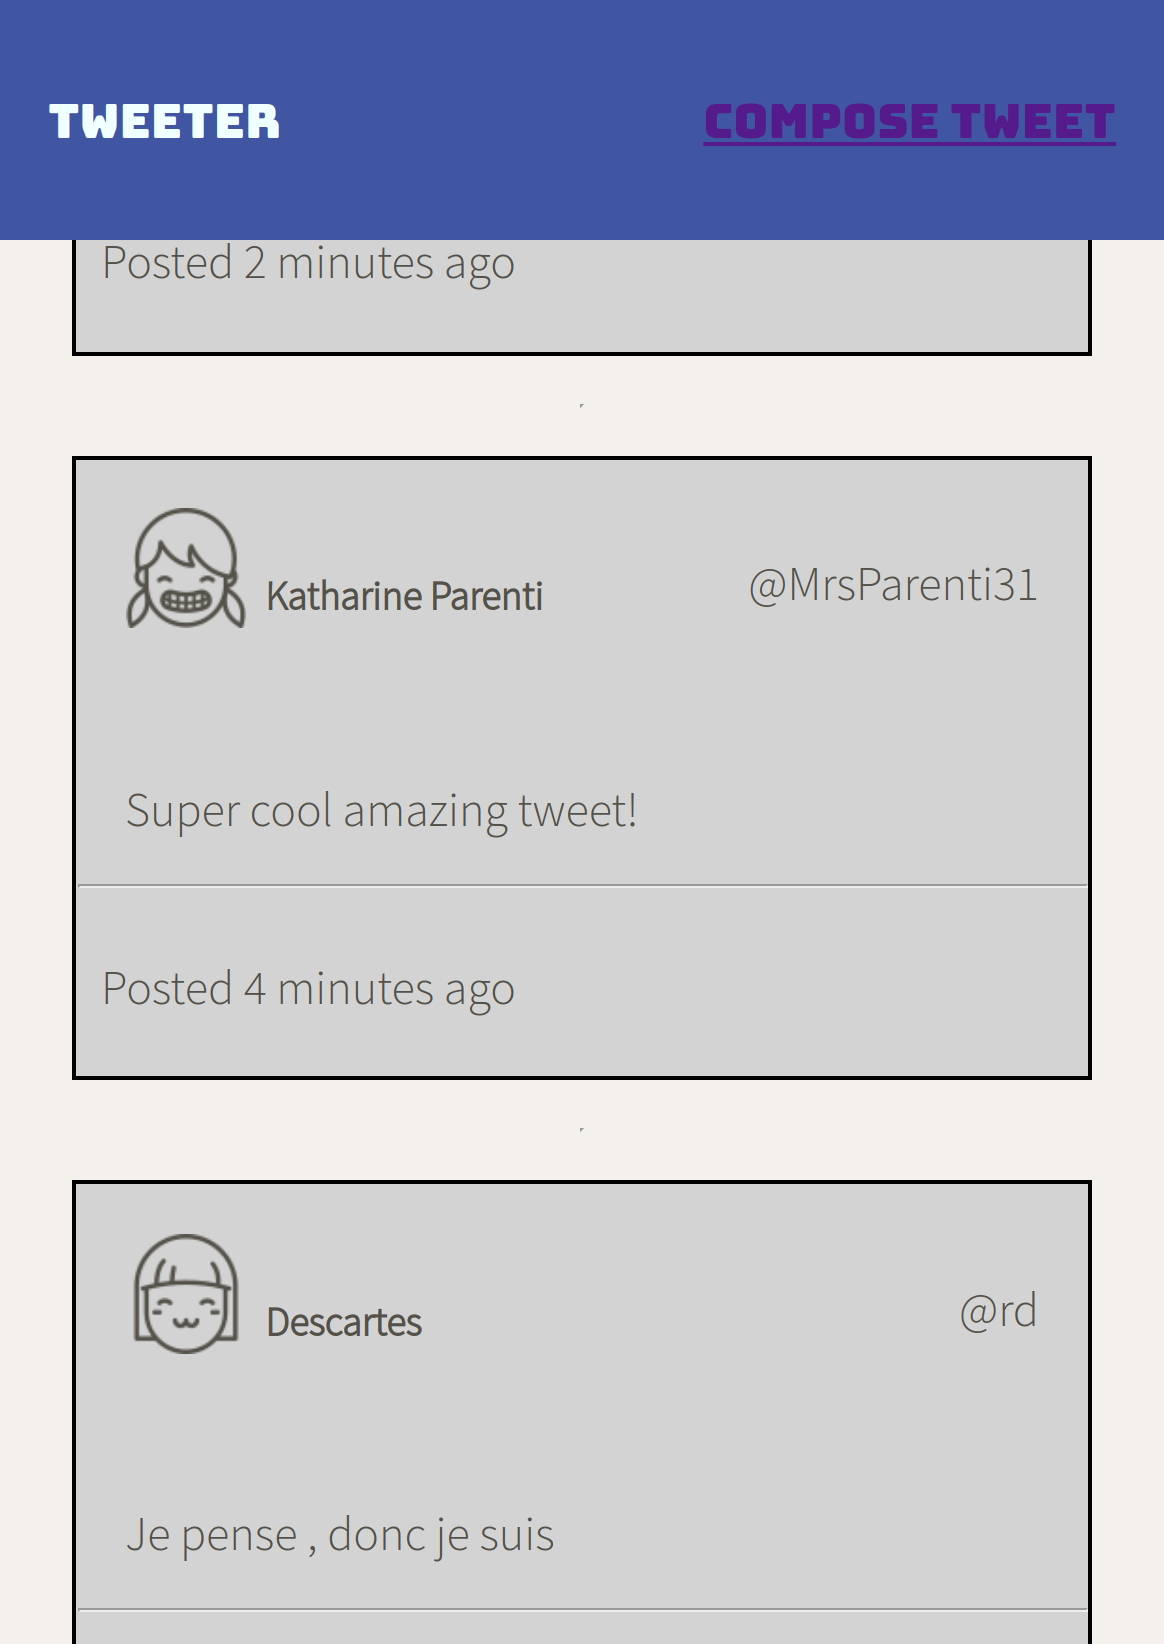 TWEETER
COMPOSE TWEET
Posted 2 minutes ago
Katharine Parenti
@MrsParenti31
Super cool amazing tweet!
Posted 4 minutes ago
Descartes
@rd
Je pense , donc je suis